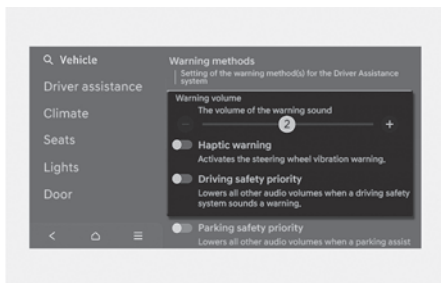 Vehicle
Driver assistance
Climate
Seats
Lights
Door
Warning methods
Setting of the warning method(s) for the Driver Assistance
system
Warning volume
The volume of the warning sound
2
Haptic warning
Activates the steering wheel vibration warning.
Driving safety priority
Lowers all other audio volumes when a driving safety
system sounds a warning.
Parking safety priority
Lowers all other audio volumes when a parking assist